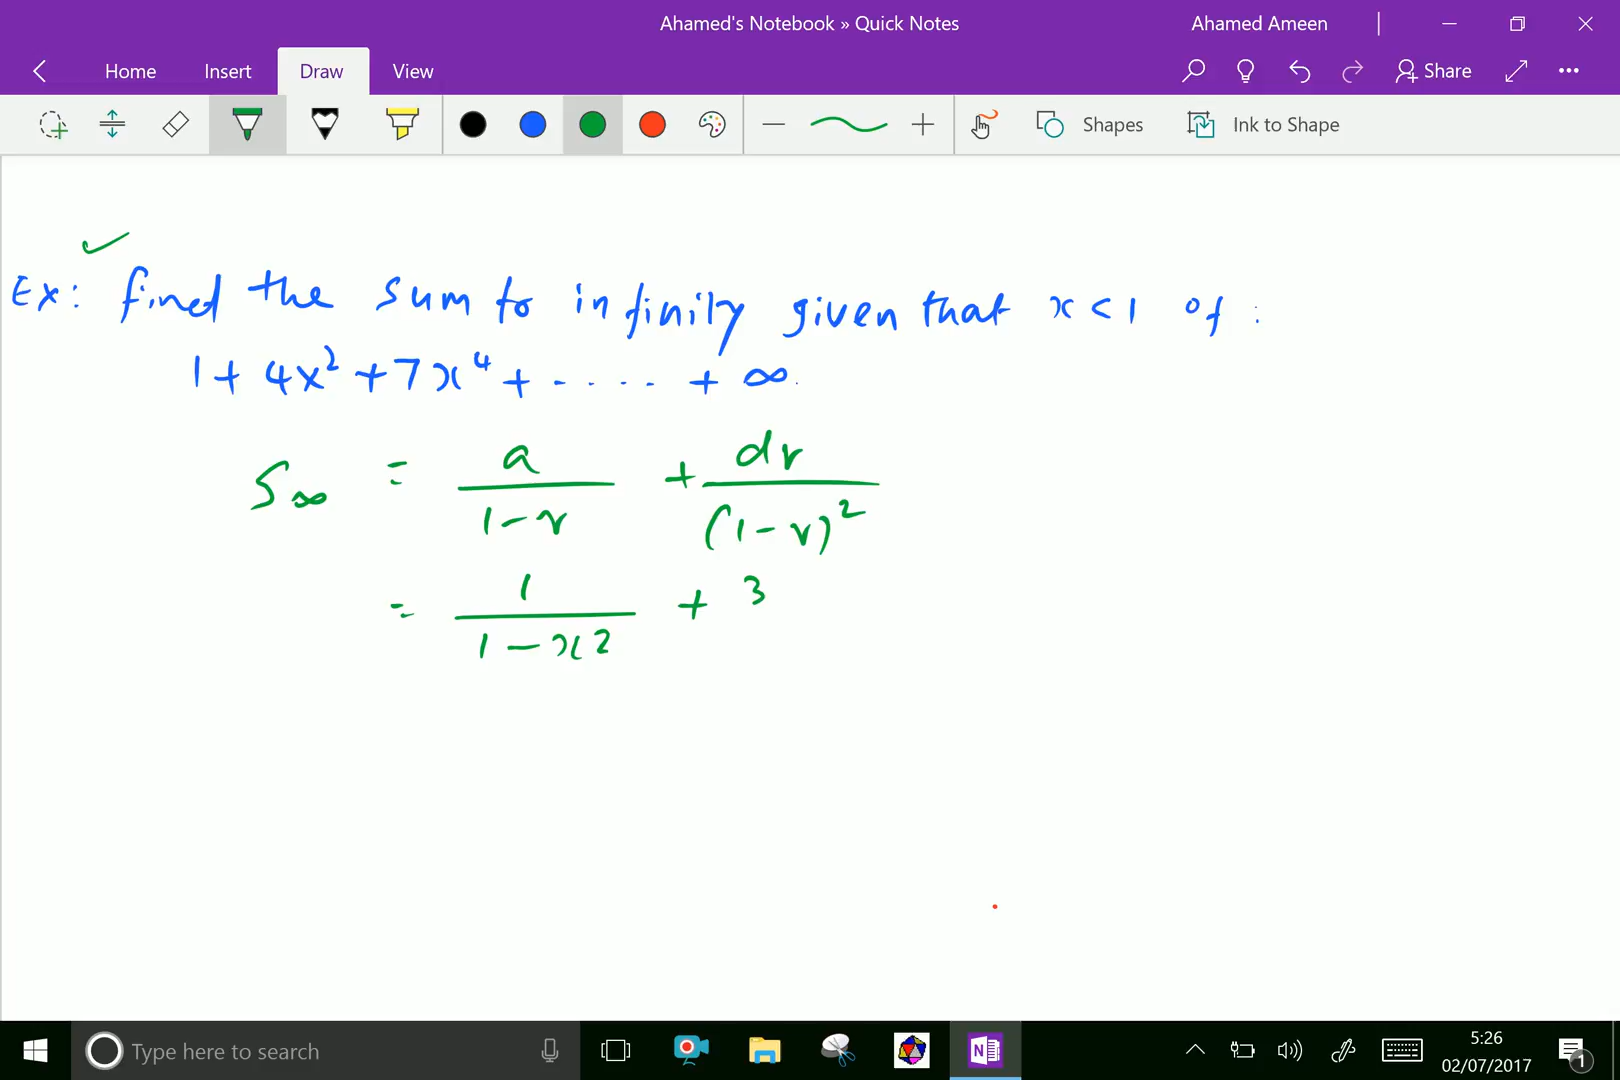 Ahamed's Notebook » Quick Notes
Ahamed Ameen
Home Insert Draw View
Share
Shapes
Ink to Shape
Ex: find the sum to infinity given that x < 1 of :
1 + 4x² + 7x⁴ + ...... + ∞.
S∞ = a/(1-r) + dr/(1-r)²
= 1/(1-x²) + 3
Type here to search
N
5:26
02/07/2017
1